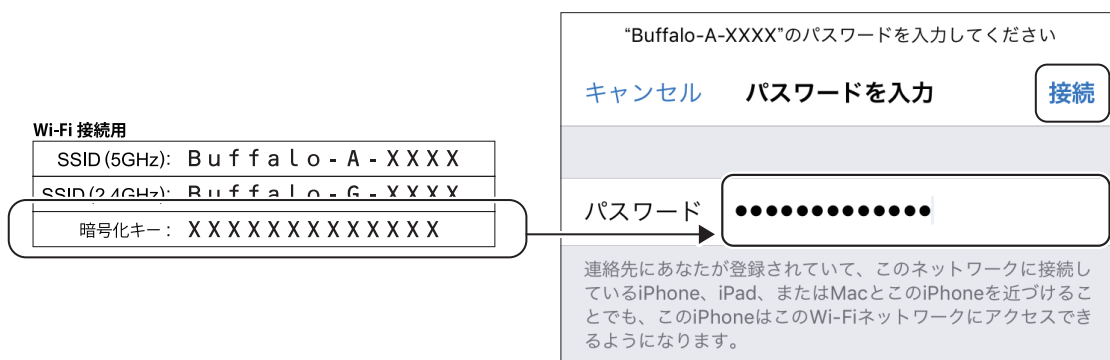 Wi-Fi 接続用
SSID (5GHz): Buffalo-A-XXXX
SSID (2.4GHz): Buffalo-G-XXXX
暗号化キー: XXXXXXXXXXXXX
“Buffalo-A-XXXX”のパスワードを入力してください
キャンセル パスワードを入力 接続
パスワード ●●●●●●●●●●●●●
連絡先にあなたが登録されていて、このネットワークに接続し
ているiPhone、iPad、またはMacとこのiPhoneを近づけるこ
とでも、このiPhoneはこのWi-Fiネットワークにアクセスでき
るようになります。